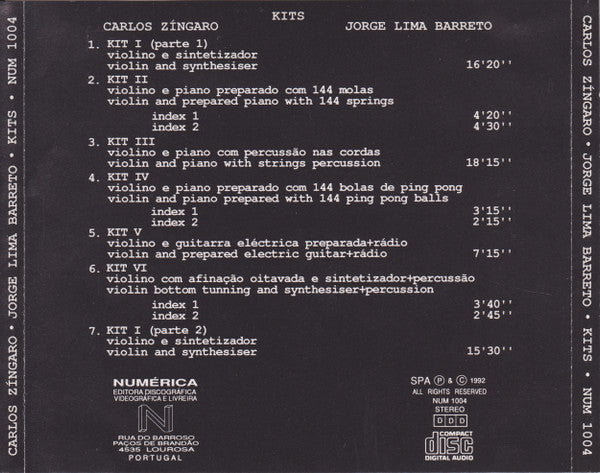 KITS
CARLOS ZÍNGARO JORGE LIMA BARRETO
1. KIT I (parte 1)
violino e sintetizador
violin and synthesiser 16'20''
2. KIT II
violino e piano preparado com 144 molas
violin and prepared piano with 144 springs
index 1 4'20''
index 2 4'30''
3. KIT III
violino e piano com percussão nas cordas
violin and piano with strings percussion 18'15''
4. KIT IV
violino e piano preparado com 144 bolas de ping pong
violin and piano prepared with 144 ping pong balls
index 1 3'15''
index 2 2'15''
5. KIT V
violino e guitarra eléctrica preparada+rádio
violin and prepared electric guitar+rádio 7'15''
6. KIT VI
violino com afinação oitavada e sintetizador+percussão
violin bottom tunning and synthesiser+percussion
index 1 3'40''
index 2 2'45''
7. KIT I (parte 2)
violino e sintetizador
violin and synthesiser 15'30''
NUMÉRICA
EDITORA DISCOGRÁFICA
VIDEOGRÁFICA E LIVREIRA
N
RUA DO BARROSO
PAÇOS DE BRANDÃO
4535 LOUROSA
PORTUGAL
SPA Ⓟ & © 1992
ALL RIGHTS RESERVED
NUM 1004
STEREO
D D D
COMPACT
disc
DIGITAL AUDIO
CARLOS ZÍNGARO • JORGE LIMA BARRETO • KITS • NUM 1004
CARLOS ZÍNGARO • JORGE LIMA BARRETO • KITS • NUM 1004